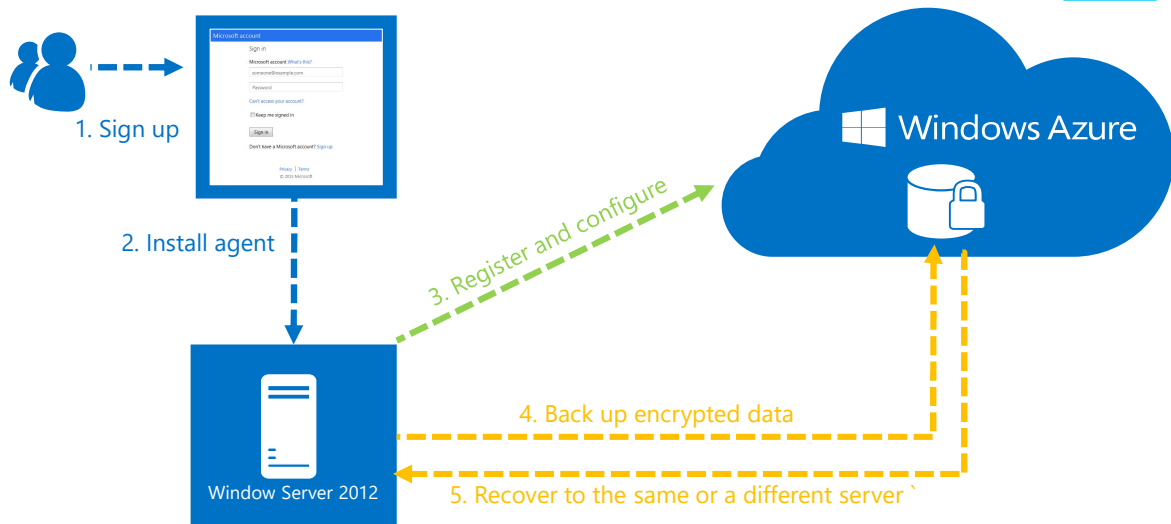 Microsoft account
Sign in
Microsoft account What's this?
someone@example.com
Password
Can't access your account?
Keep me signed in
Sign in
Don't have a Microsoft account? Sign up
Privacy | Terms
© 2013 Microsoft
1. Sign up
Windows Azure
2. Install agent
3. Register and configure
4. Back up encrypted data
Window Server 2012
5. Recover to the same or a different server `